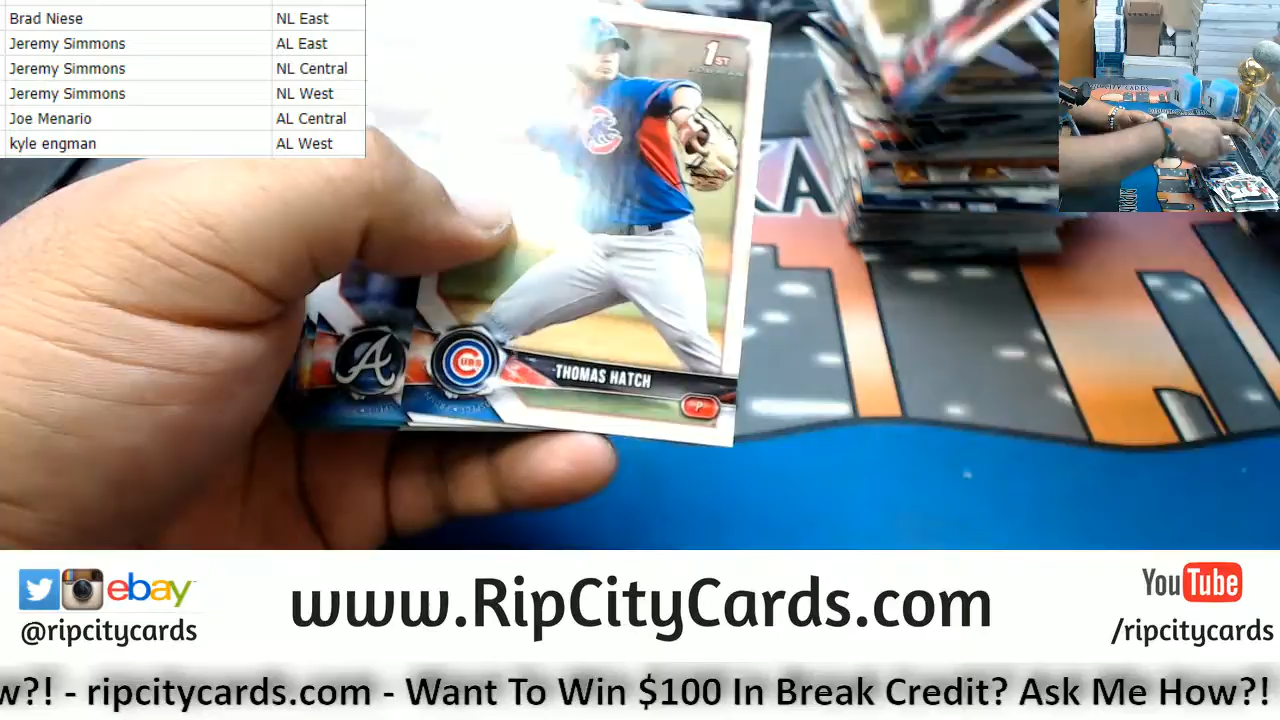 Brad Niese NL East
Jeremy Simmons AL East
Jeremy Simmons NL Central
Jeremy Simmons NL West
Joe Menario AL Central
kyle engman AL West
1ST
A
CUBS
THOMAS HATCH
P
ebay
@ripcitycards
www.RipCityCards.com
YouTube
/ripcitycards
w?! - ripcitycards.com - Want To Win $100 In Break Credit? Ask Me How?!